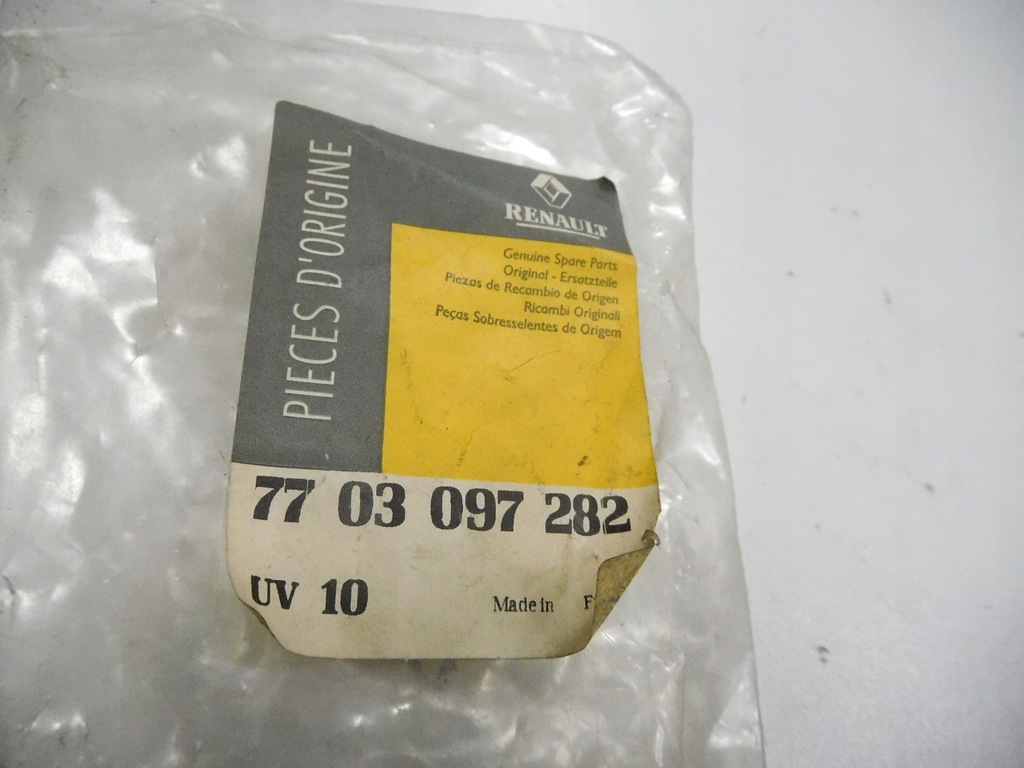 PIECES D'ORIGINE
RENAULT
Genuine Spare Parts
Original - Ersatzteile
Piezas de Recambio de Origen
Ricambi Originali
Peças Sobresselentes de Origem
77 03 097 282
UV 10
Made in